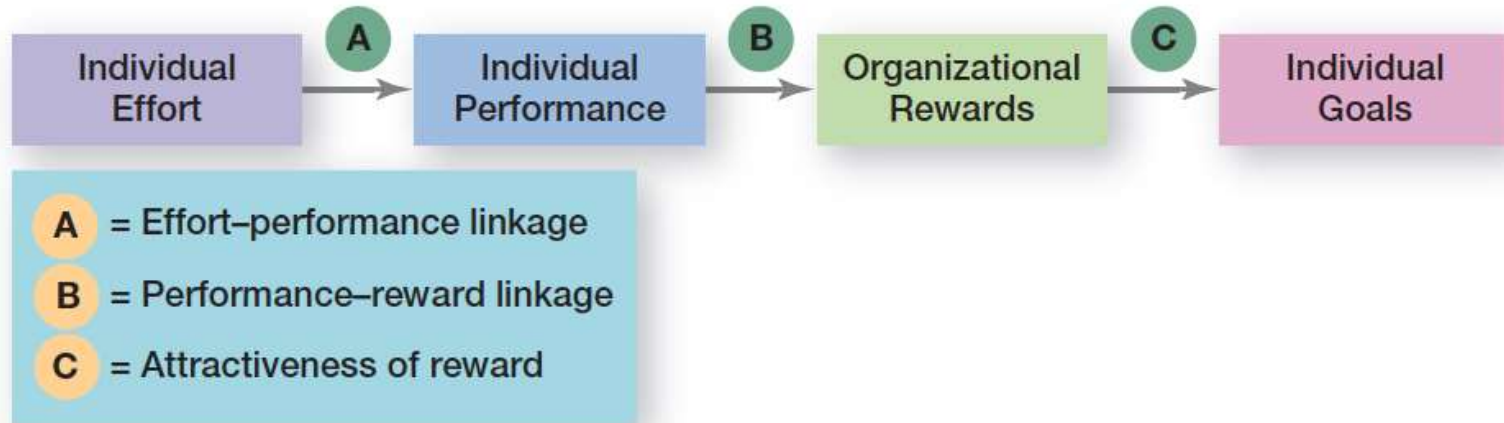 A
B
C
Individual
Effort
Individual
Performance
Organizational
Rewards
Individual
Goals
A = Effort–performance linkage
B = Performance–reward linkage
C = Attractiveness of reward